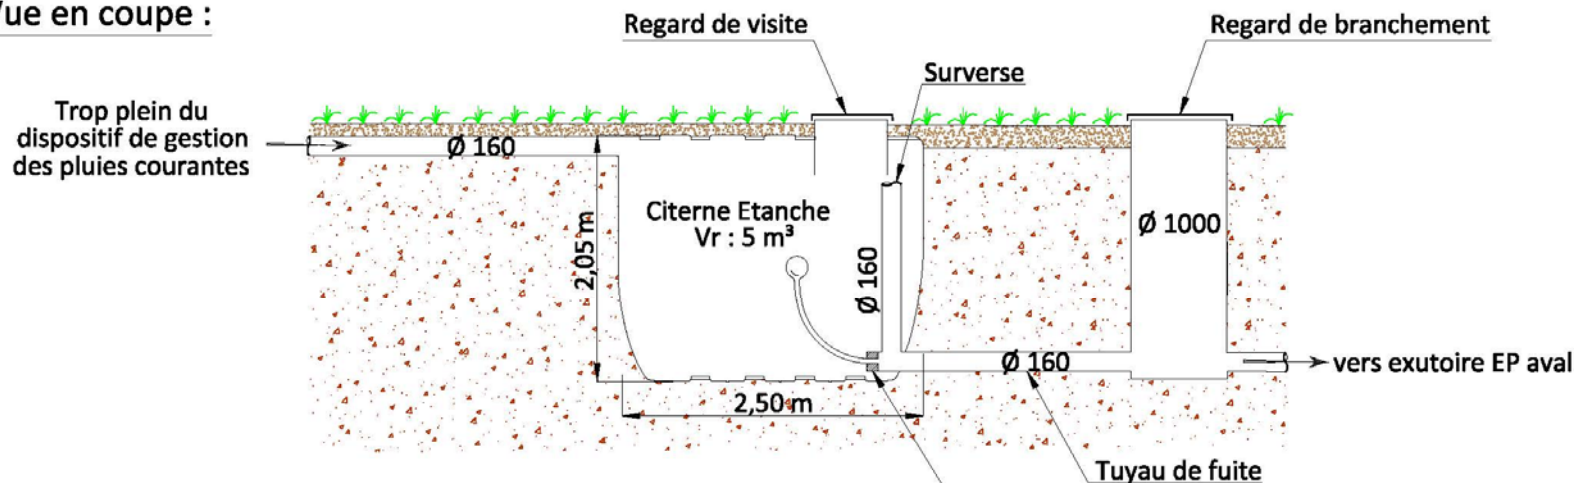 Vue en coupe :
Regard de visite
Regard de branchement
Surverse
Trop plein du
dispositif de gestion
des pluies courantes
Ø 160
Citerne Etanche
Vr : 5 m³
2,05 m
Ø 160
Ø 1000
Ø 160
vers exutoire EP aval
2,50 m
Tuyau de fuite